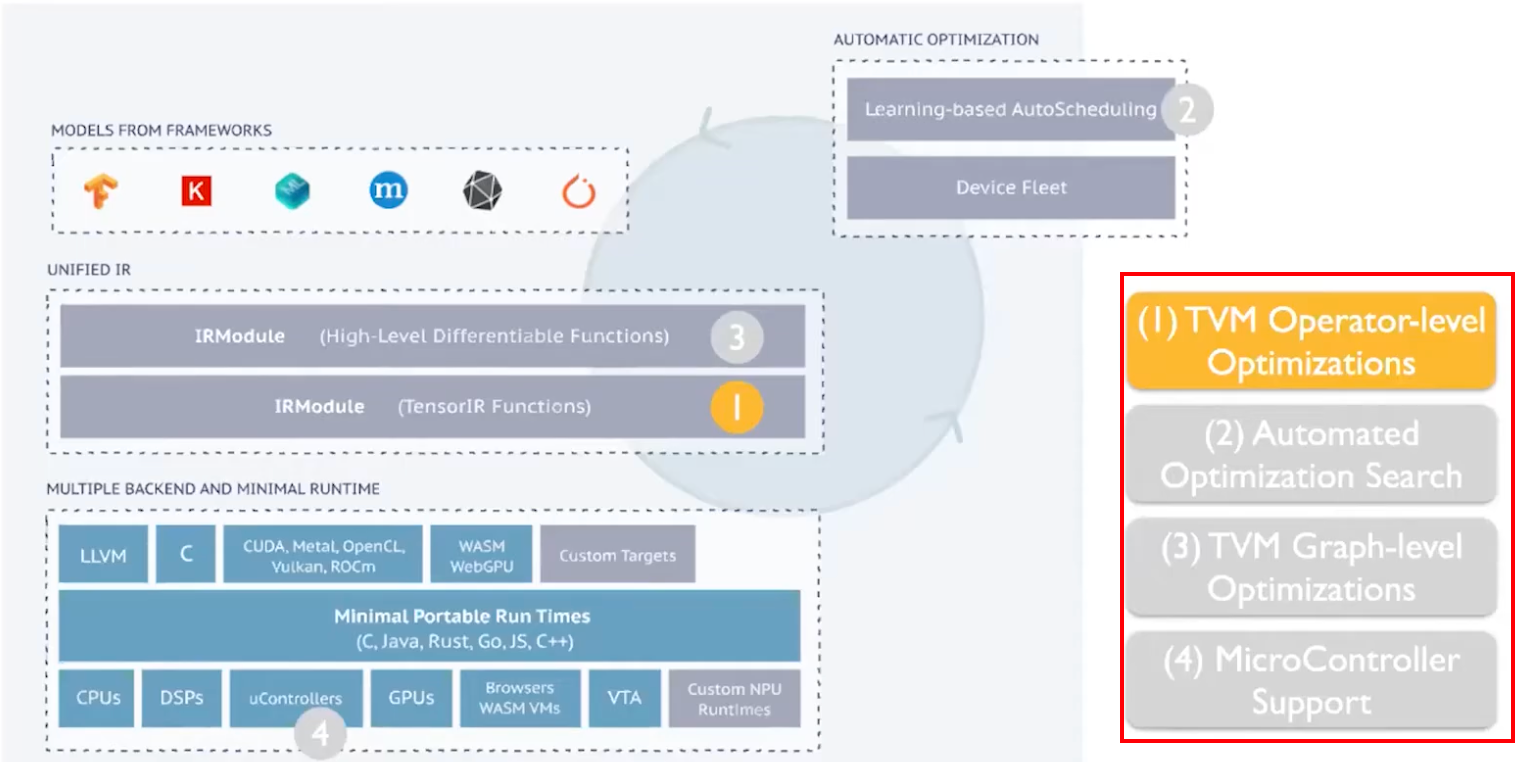 AUTOMATIC OPTIMIZATION
Learning-based AutoScheduling
2
Device Fleet
MODELS FROM FRAMEWORKS
K
ML
m
UNIFIED IR
IRModule (High-Level Differentiable Functions)
3
IRModule (TensorIR Functions)
1
MULTIPLE BACKEND AND MINIMAL RUNTIME
LLVM
C
CUDA, Metal, OpenCL,
Vulkan, ROCm
WASM
WebGPU
Custom Targets
Minimal Portable Run Times
(C, Java, Rust, Go, JS, C++)
CPUs
DSPs
uControllers
4
GPUs
Browsers
WASM VMs
VTA
Custom NPU
Runtimes
(1) TVM Operator-level
Optimizations
(2) Automated
Optimization Search
(3) TVM Graph-level
Optimizations
(4) MicroController
Support